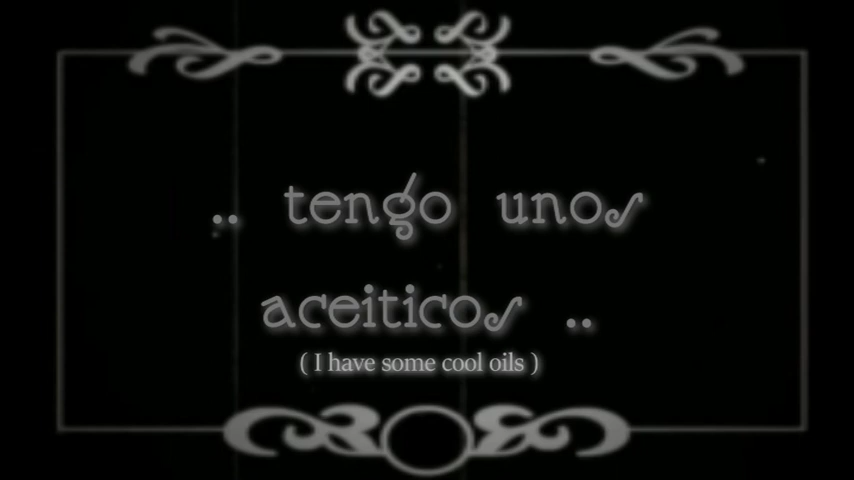 .. tengo unos
aceiticos ..
( I have some cool oils )